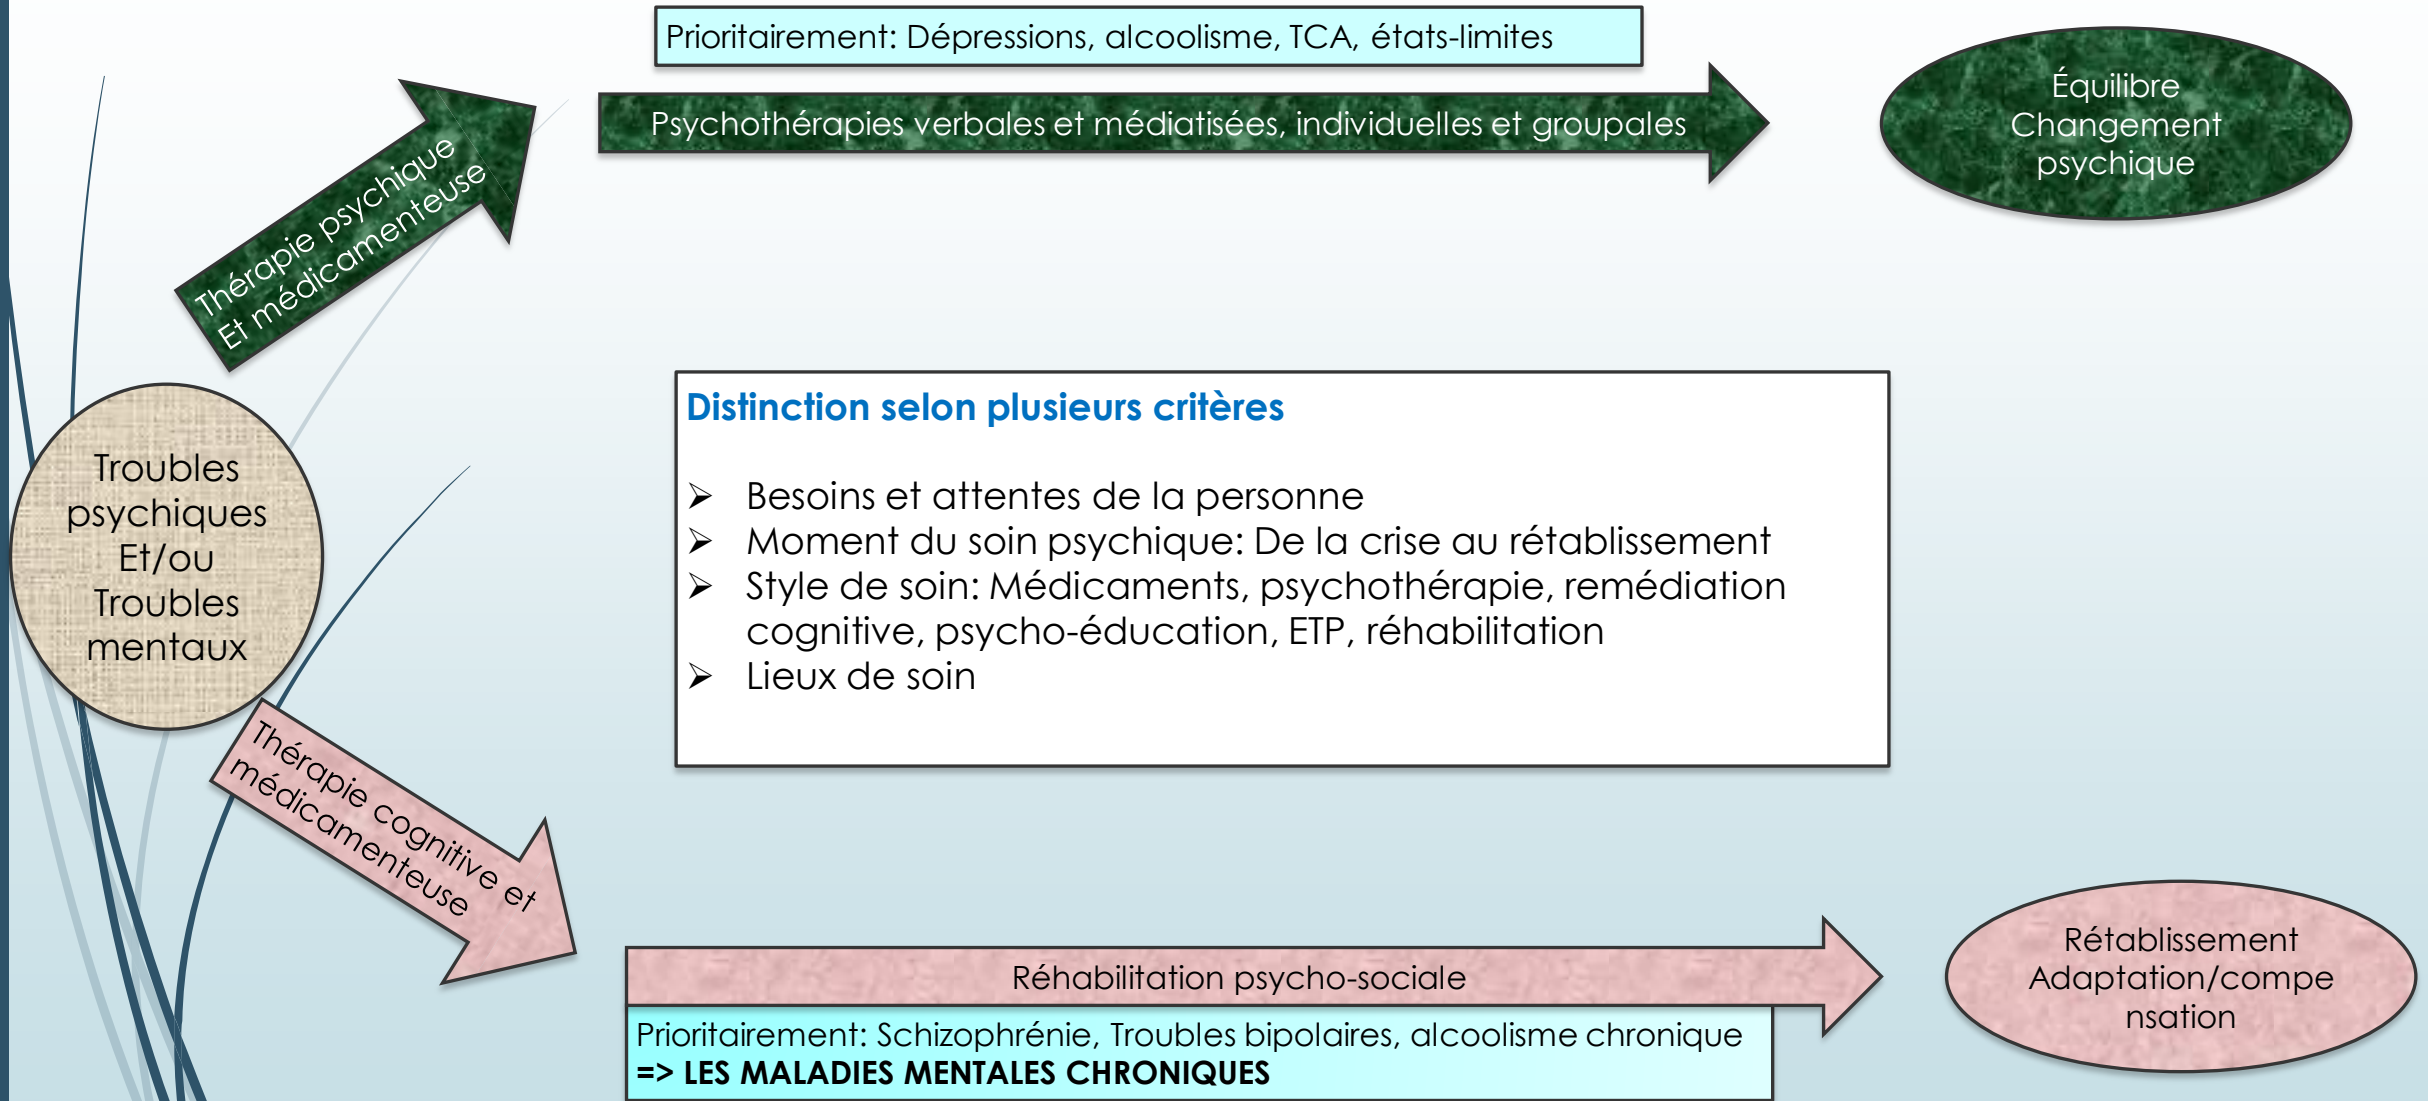 Prioritairement: Dépressions, alcoolisme, TCA, états-limites
Psychothérapies verbales et médiatisées, individuelles et groupales
Équilibre
Changement
psychique
Thérapie psychique
Et médicamenteuse
Troubles
psychiques
Et/ou
Troubles
mentaux
Distinction selon plusieurs critères
➢ Besoins et attentes de la personne
➢ Moment du soin psychique: De la crise au rétablissement
➢ Style de soin: Médicaments, psychothérapie, remédiation
cognitive, psycho-éducation, ETP, réhabilitation
➢ Lieux de soin
Thérapie cognitive et
médicamenteuse
Réhabilitation psycho-sociale
Prioritairement: Schizophrénie, Troubles bipolaires, alcoolisme chronique
=> LES MALADIES MENTALES CHRONIQUES
Rétablissement
Adaptation/compe
nsation